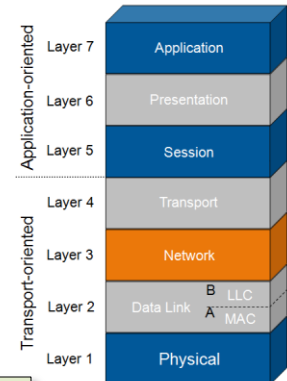 Application-oriented
Transport-oriented
Layer 7 Application
Layer 6 Presentation
Layer 5 Session
Layer 4 Transport
Layer 3 Network
Layer 2 Data Link B LLC
A MAC
Layer 1 Physical